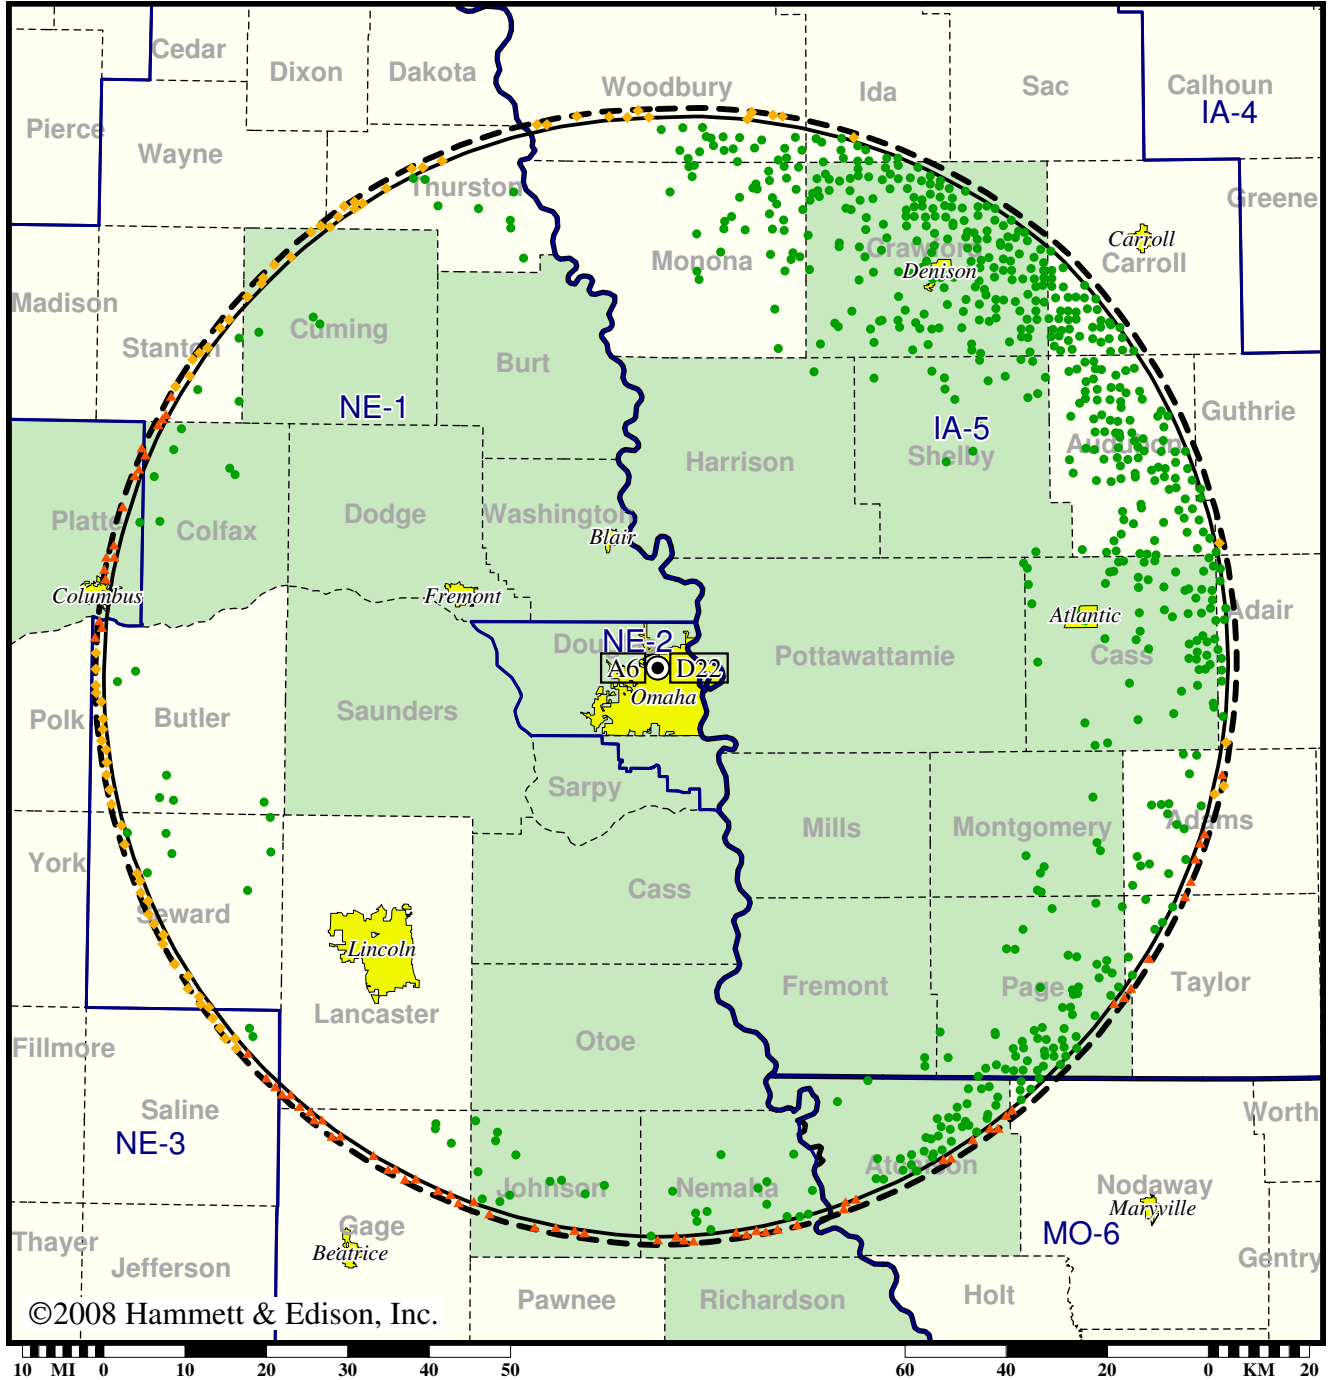 Cedar
Dixon
Dakota
Woodbury
Ida
Sac
Calhoun
IA-4
Pierce
Wayne
Thurston
Greene
Monona
Crawford
Denison
Carroll
Carroll
Madison
Stanton
Cuming
Burt
NE-1
IA-5
Guthrie
Harrison
Shelby
Audubon
Platte
Colfax
Dodge
Washington
Blair
Columbus
Fremont
Atlantic
Adair
NE-2
Douglas
A6
D22
Omaha
Pottawattamie
Cass
Polk
Butler
Saunders
Sarpy
Mills
Montgomery
Adams
York
Seward
Cass
Lincoln
Lancaster
Fremont
Page
Taylor
Fillmore
Otoe
Saline
NE-3
Worth
Johnson
Nemaha
Atchison
Nodaway
Maryville
MO-6
Gage
Beatrice
Thayer
Jefferson
Gentry
Pawnee
Richardson
Holt
©2008 Hammett & Edison, Inc.
10 MI 0 10 20 30 40 50 60 40 20 0 KM 20